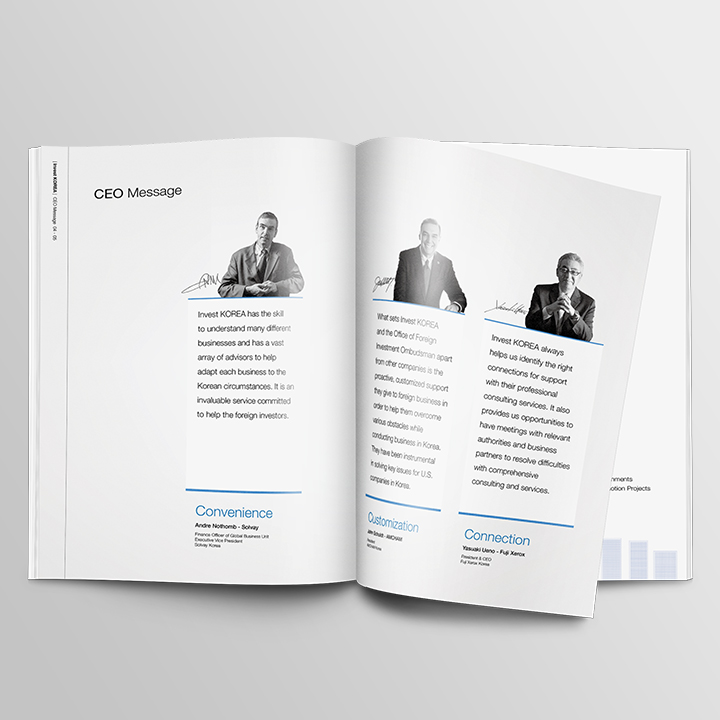 Invest KOREA | CEO Message 04 - 05
CEO Message
Invest KOREA has the skill
to understand many different
businesses and has a vast
array of advisors to help
adapt each business to the
Korean circumstances. It is an
invaluable service committed
to help the foreign investors.
Convenience
Andre Nothomb - Solvay
Finance Officer of Global Business Unit
Executive Vice President
Solvay Korea
What sets Invest KOREA
and the Office of Foreign
Investment Ombudsman apart
from other companies is the
proactive, customized support
they give to foreign business in
order to help them overcome
various obstacles while
conducting business in Korea.
They have been instrumental
in solving key issues for U.S.
companies in Korea.
Customization
- AMCHAM
Invest KOREA always
helps us identify the right
connections for support
with their professional
consulting services. It also
provides us opportunities to
have meetings with relevant
authorities and business
partners to resolve difficulties
with comprehensive
consulting and services.
Connection
Yasuaki Ueno - Fuji Xerox
President & CEO
Fuji Xerox Korea
nments
otion Projects